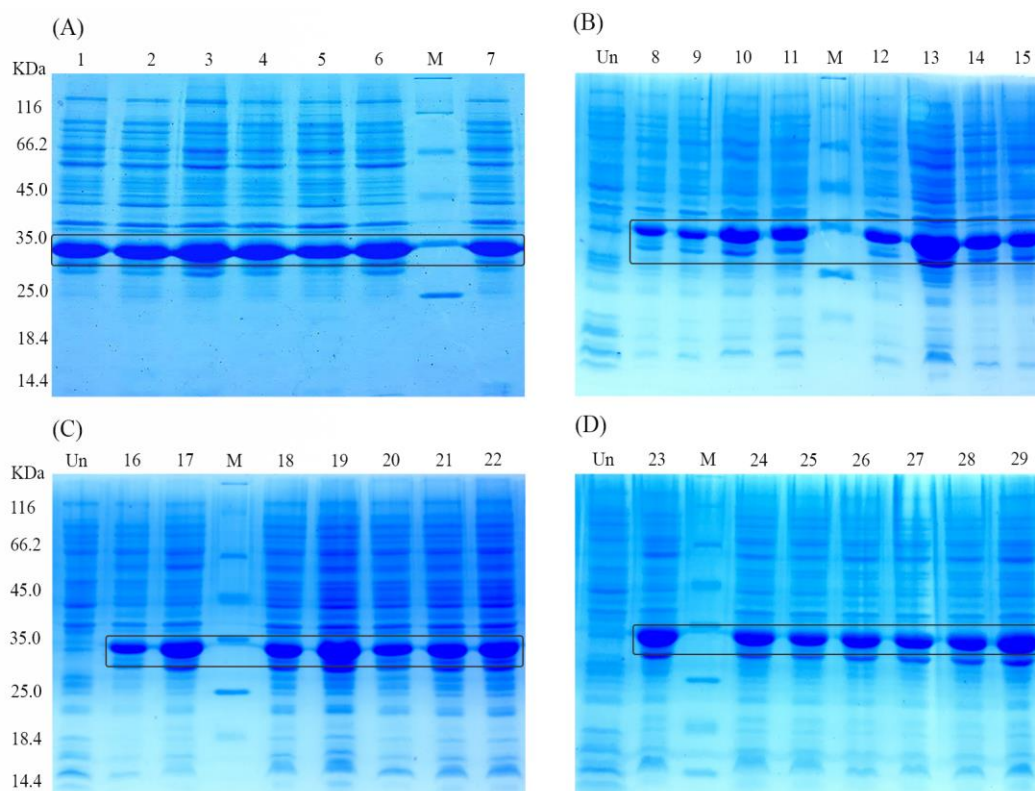 (A)
1 2 3 4 5 6 M 7
KDa
116
66.2
45.0
35.0
25.0
18.4
14.4
(B)
Un 8 9 10 11 M 12 13 14 15
(C)
Un 16 17 M 18 19 20 21 22
KDa
116
66.2
45.0
35.0
25.0
18.4
14.4
(D)
Un 23 M 24 25 26 27 28 29